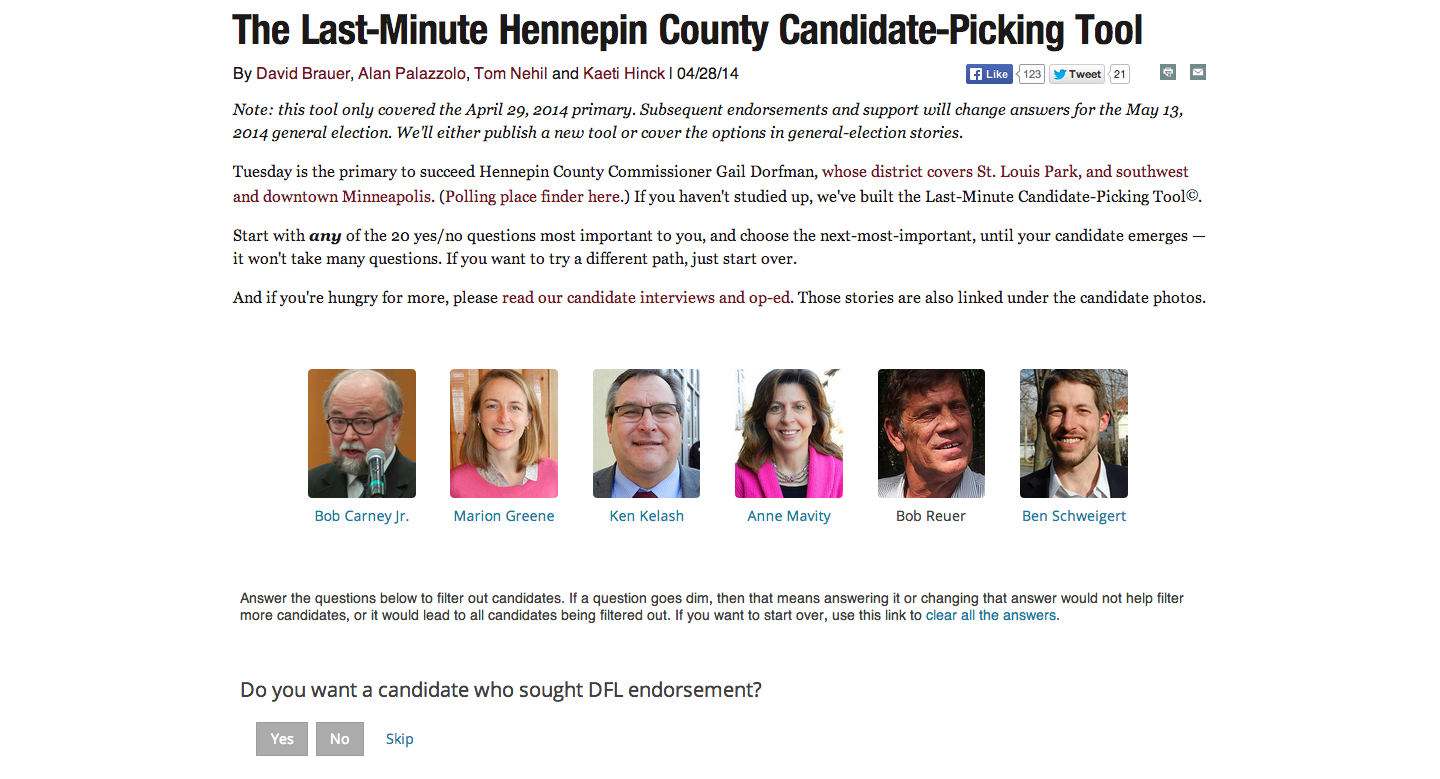 The Last-Minute Hennepin County Candidate-Picking Tool
By David Brauer, Alan Palazzolo, Tom Nehil and Kaeti Hinck | 04/28/14
Like 123 Tweet 21
Note: this tool only covered the April 29, 2014 primary. Subsequent endorsements and support will change answers for the May 13,
2014 general election. We'll either publish a new tool or cover the options in general-election stories.
Tuesday is the primary to succeed Hennepin County Commissioner Gail Dorfman, whose district covers St. Louis Park, and southwest
and downtown Minneapolis. (Polling place finder here.) If you haven't studied up, we've built the Last-Minute Candidate-Picking Tool©.
Start with any of the 20 yes/no questions most important to you, and choose the next-most-important, until your candidate emerges —
it won't take many questions. If you want to try a different path, just start over.
And if you're hungry for more, please read our candidate interviews and op-ed. Those stories are also linked under the candidate photos.
Bob Carney Jr. Marion Greene Ken Kelash Anne Mavity Bob Reuer Ben Schweigert
Answer the questions below to filter out candidates. If a question goes dim, then that means answering it or changing that answer would not help filter
more candidates, or it would lead to all candidates being filtered out. If you want to start over, use this link to clear all the answers.
Do you want a candidate who sought DFL endorsement?
Yes No Skip